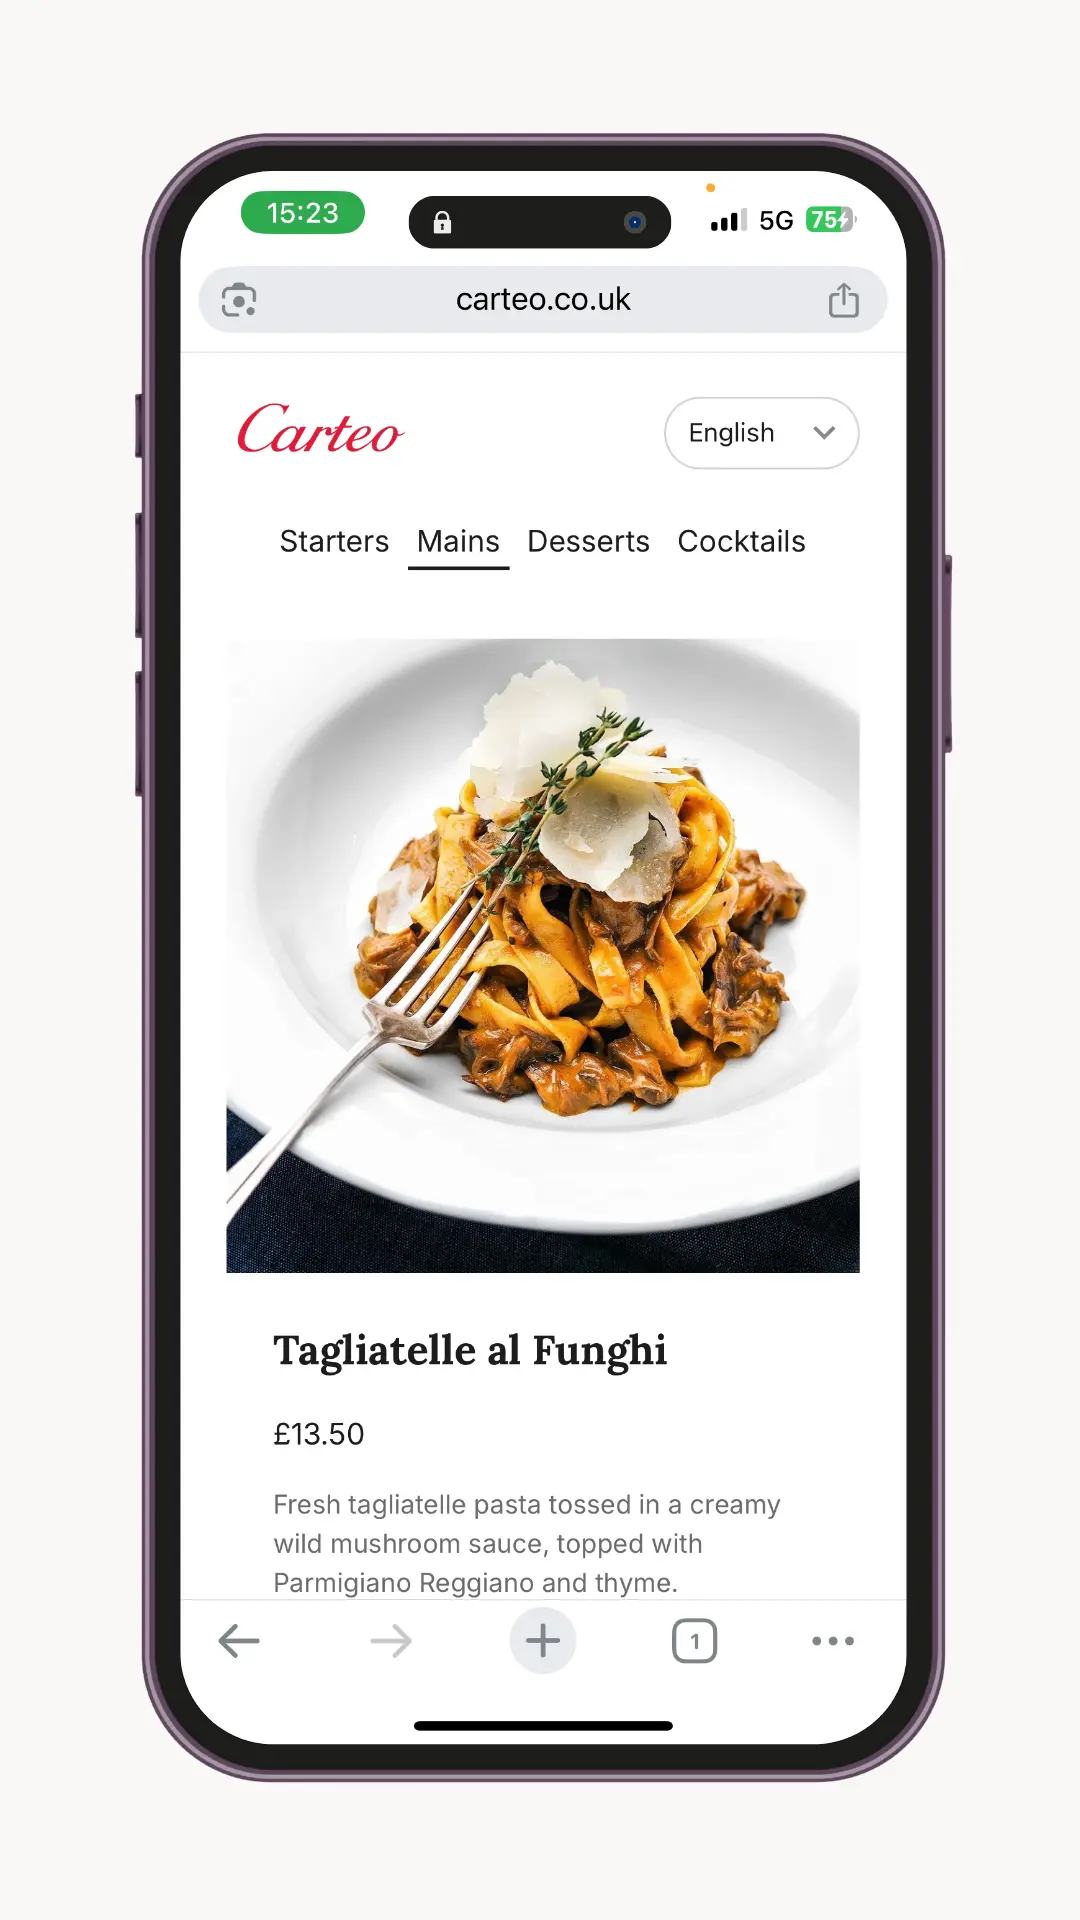 15:23
5G
75
carteo.co.uk
Carteo
English
Starters Mains Desserts Cocktails
Tagliatelle al Funghi
£13.50
Fresh tagliatelle pasta tossed in a creamy
wild mushroom sauce, topped with
Parmigiano Reggiano and thyme.
1